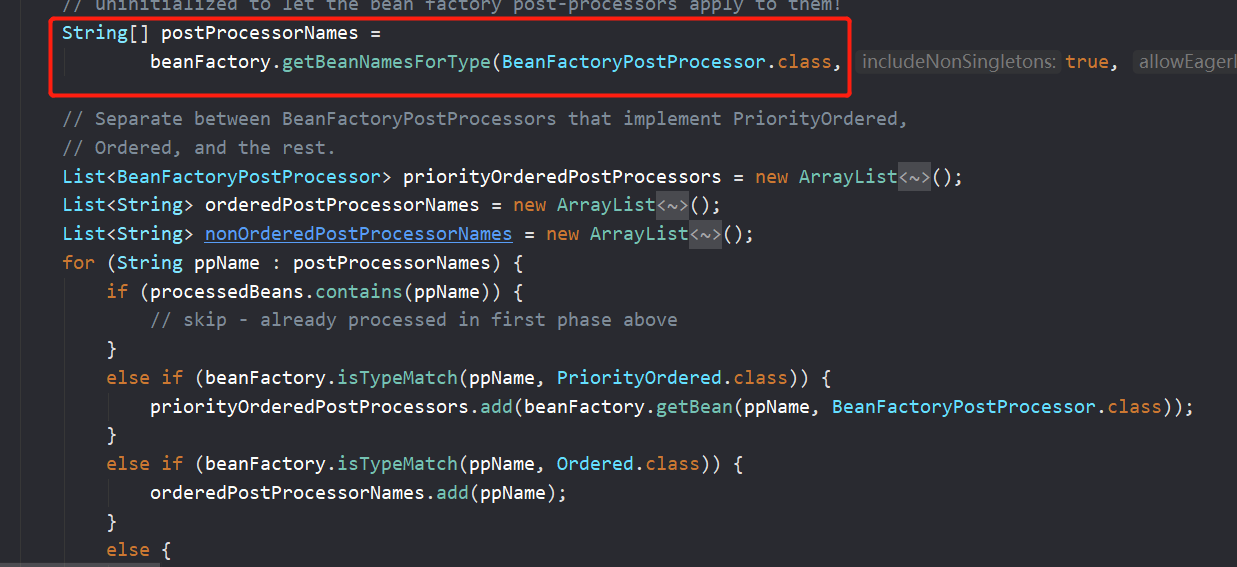 // uninitialized to let the bean factory post-processors apply to them!
String[] postProcessorNames =
beanFactory.getBeanNamesForType(BeanFactoryPostProcessor.class, includeNonSingletons: true, allowEagerI
// Separate between BeanFactoryPostProcessors that implement PriorityOrdered,
// Ordered, and the rest.
List<BeanFactoryPostProcessor> priorityOrderedPostProcessors = new ArrayList<~>();
List<String> orderedPostProcessorNames = new ArrayList<~>();
List<String> nonOrderedPostProcessorNames = new ArrayList<~>();
for (String ppName : postProcessorNames) {
if (processedBeans.contains(ppName)) {
// skip - already processed in first phase above
}
else if (beanFactory.isTypeMatch(ppName, PriorityOrdered.class)) {
priorityOrderedPostProcessors.add(beanFactory.getBean(ppName, BeanFactoryPostProcessor.class));
}
else if (beanFactory.isTypeMatch(ppName, Ordered.class)) {
orderedPostProcessorNames.add(ppName);
}
else {